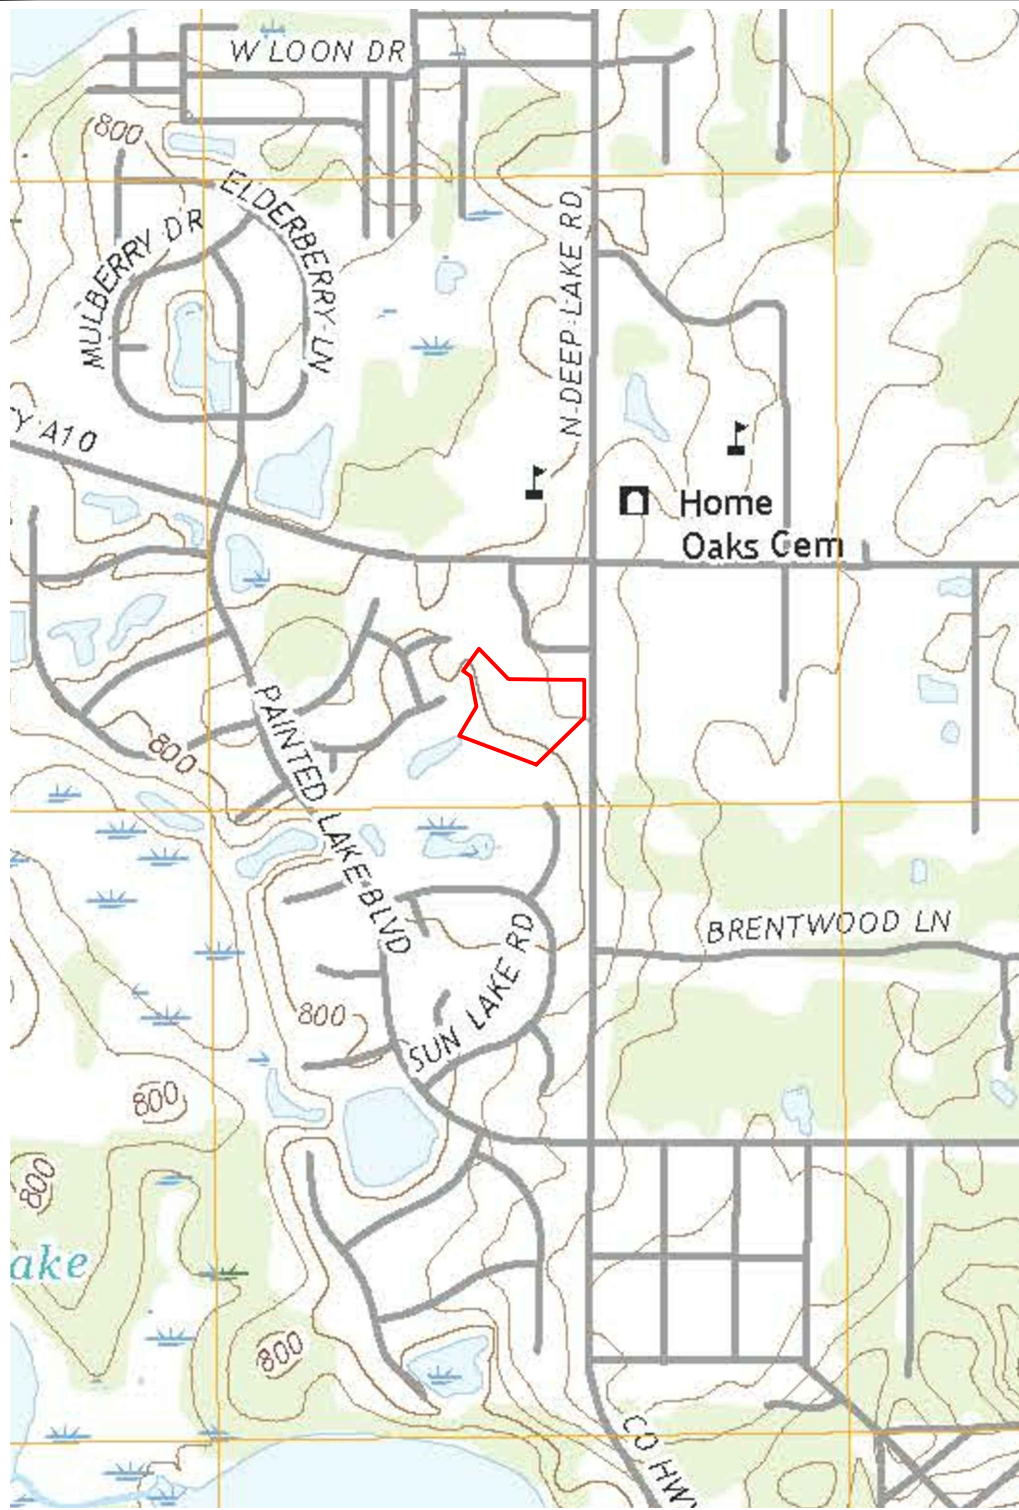 W LOON DR
800
ELDERBERRY LN
MULBERRY DR
N DEEP LAKE RD
Y A10
Home
Oaks Cem
PAINTED LAKE BLVD
800
BRENTWOOD LN
SUN LAKE RD
800
800
800
ake
800
CO HWY